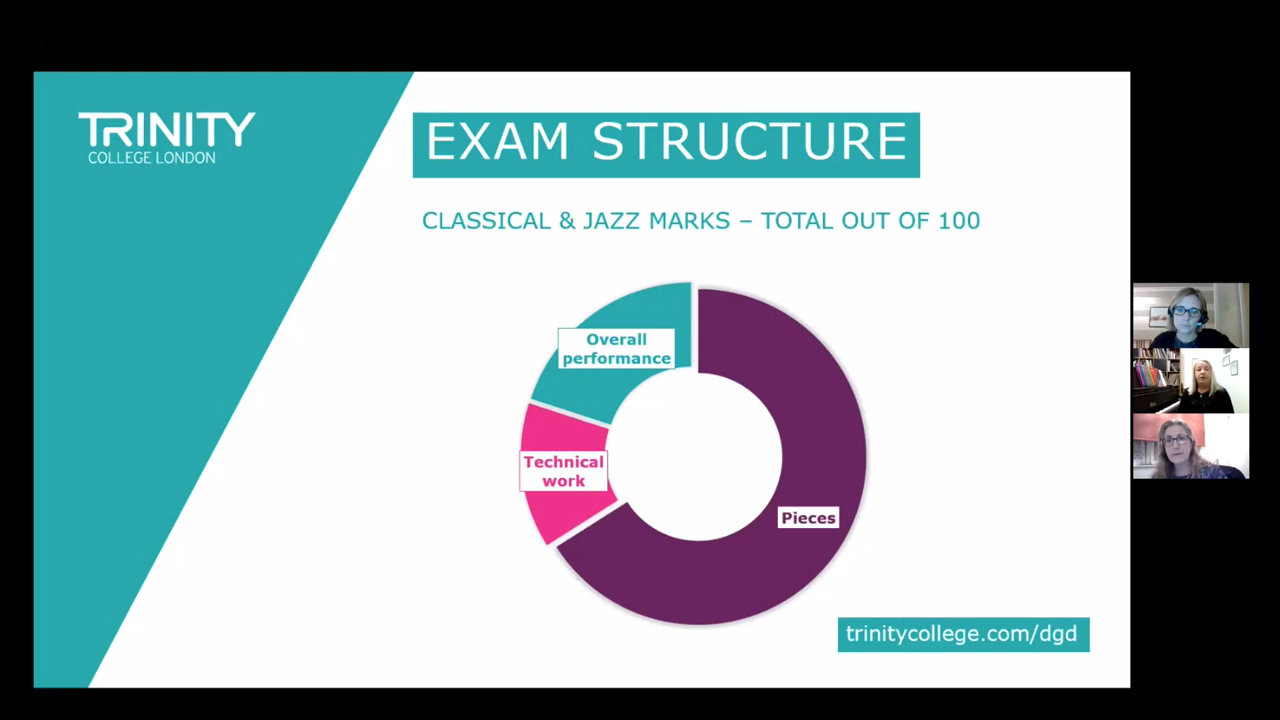 TRINITY
COLLEGE LONDON
EXAM STRUCTURE
CLASSICAL & JAZZ MARKS – TOTAL OUT OF 100
Overall
performance
Technical
work
Pieces
trinitycollege.com/dgd